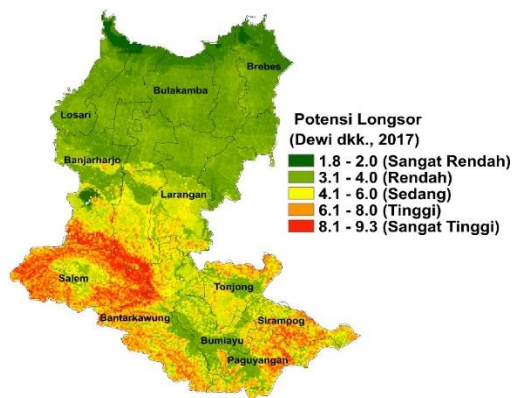 Brebes
Bulakamba
Losari
Banjarharjo
Larangan
Salem
Tonjong
Bantarkawung
Sirampog
Bumiayu
Paguyangan
Potensi Longsor
(Dewi dkk., 2017)
1.8 - 2.0 (Sangat Rendah)
3.1 - 4.0 (Rendah)
4.1 - 6.0 (Sedang)
6.1 - 8.0 (Tinggi)
8.1 - 9.3 (Sangat Tinggi)